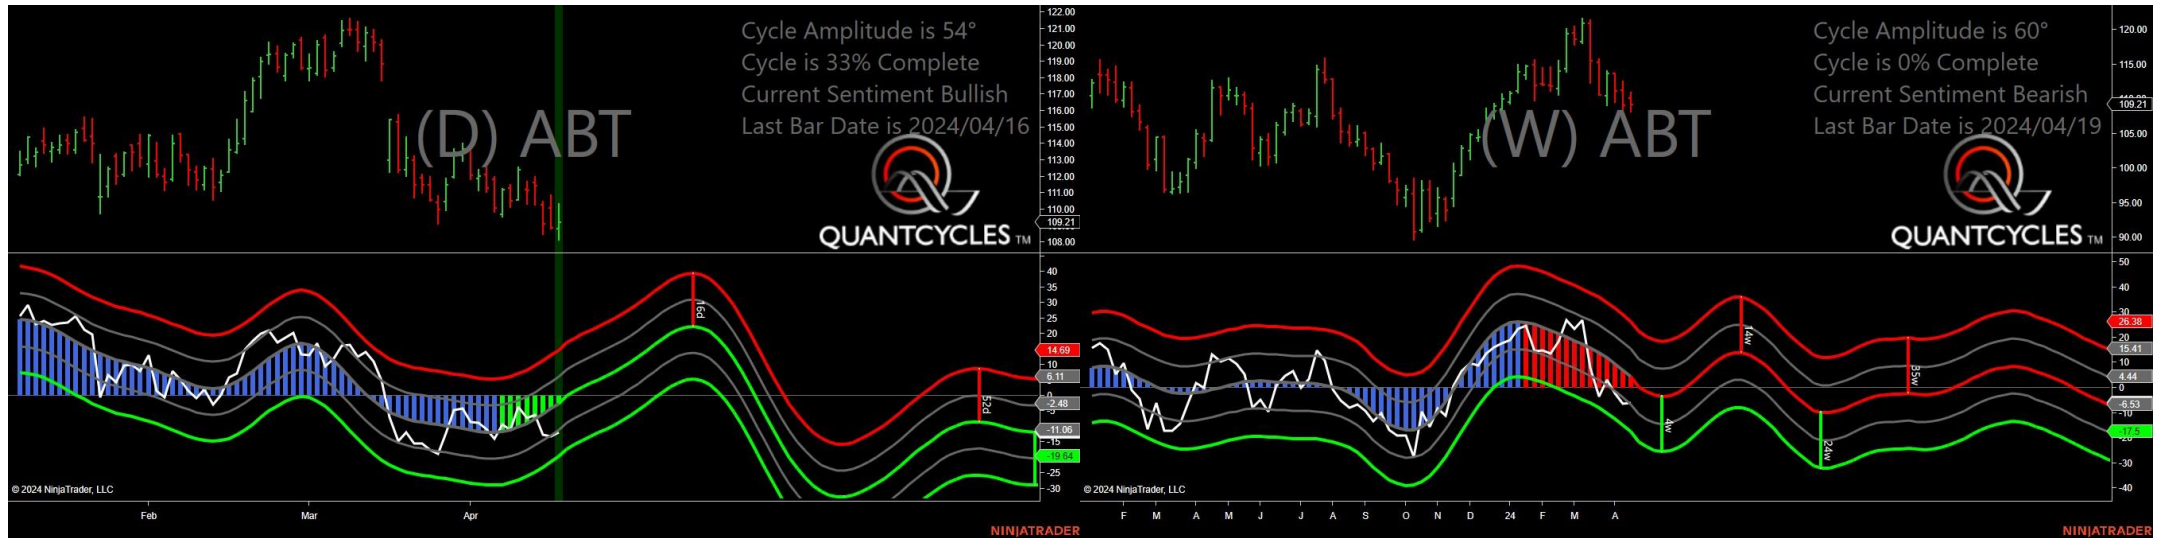 Cycle Amplitude is 54°
Cycle is 33% Complete
Current Sentiment Bullish
Last Bar Date is 2024/04/16
(D) ABT
QUANTCYCLES TM
122.00
120.00
119.00
118.00
117.00
116.00
115.00
114.00
113.00
112.00
111.00
110.00
109.21
108.00
16d
52d
40
35
30
25
20
14.69
6.11
-2.48
-5
-11.06
-15
-19.64
-25
-30
© 2024 NinjaTrader, LLC
Feb Mar Apr
NINJATRADER
Cycle Amplitude is 60°
Cycle is 0% Complete
Current Sentiment Bearish
Last Bar Date is 2024/04/19
(W) ABT
QUANTCYCLES TM
120.00
115.00
109.21
105.00
100.00
95.00
90.00
4w
14w
24w
35w
50
40
26.38
20
15.41
10
4.44
0
-6.53
-10
-17.5
-30
-40
© 2024 NinjaTrader, LLC
F M A M J J A S O N D 24 F M A
NINJATRADER